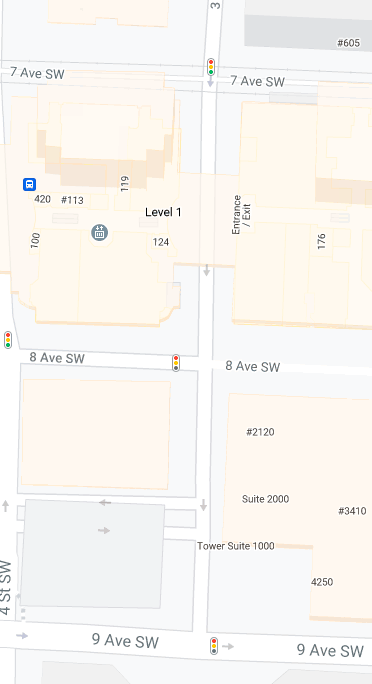 3
#605
7 Ave SW
7 Ave SW
119
420
#113
Level 1
Entrance
/ Exit
100
124
176
8 Ave SW
8 Ave SW
#2120
Suite 2000
#3410
Tower Suite 1000
4250
4 St SW
9 Ave SW
9 Ave SW